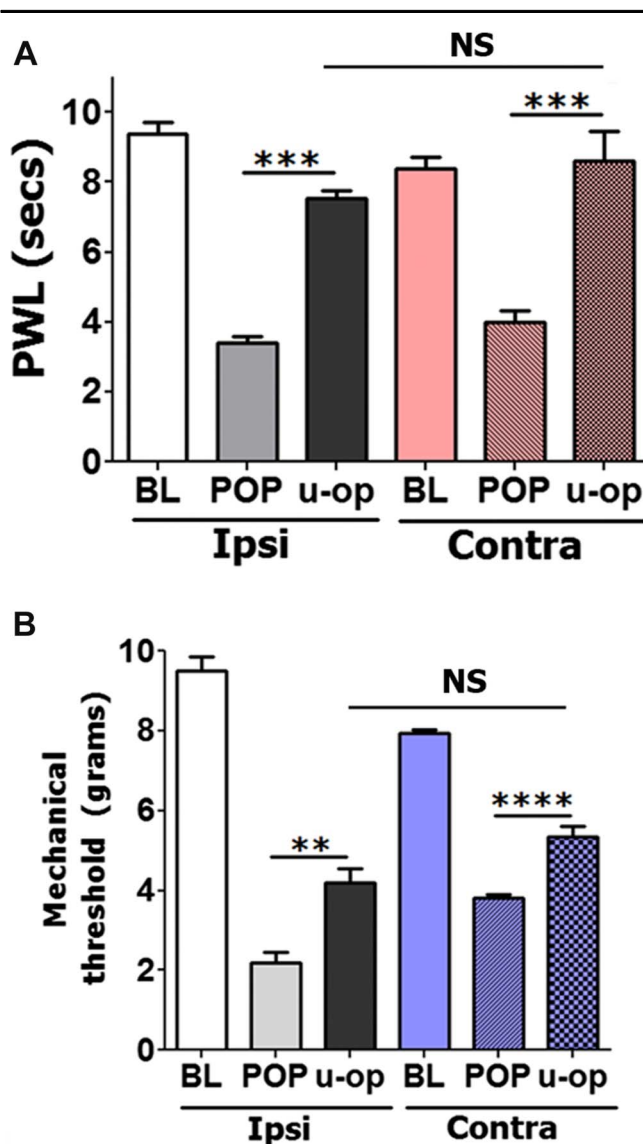 A
NS
***
***
PWL (secs)
10
8
6
4
2
0
BL POP u-op BL POP u-op
Ipsi Contra
B
NS
**
****
Mechanical
threshold (grams)
10
8
6
4
2
0
BL POP u-op BL POP u-op
Ipsi Contra